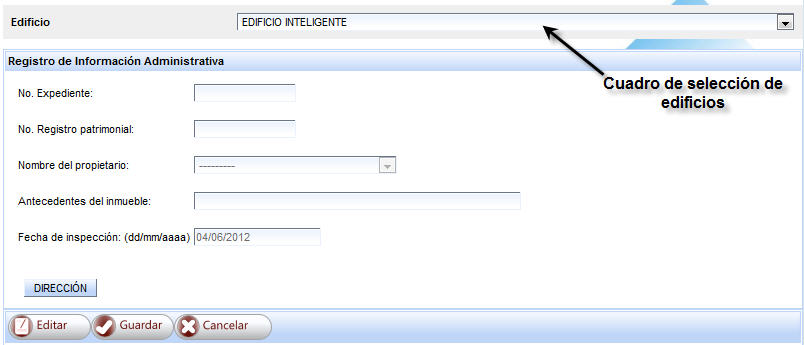 Edificio
EDIFICIO INTELIGENTE
Registro de Información Administrativa
Cuadro de selección de
edificios
No. Expediente:
No. Registro patrimonial:
Nombre del propietario:
---------
Antecedentes del inmueble:
Fecha de inspección: (dd/mm/aaaa)
04/06/2012
DIRECCIÓN
Editar
Guardar
Cancelar